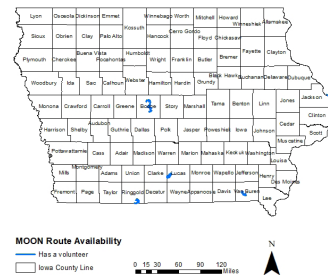 Lyon Osceola Dickinson Emmet Winnebago Worth Mitchell Howard Winneshiek Allamakee
Kossuth Hancock Cerro Gordo
Sioux Obrien Clay Palo Alto Floyd Chickasaw
Buena Vista Humboldt Fayette Clayton
Plymouth Cherokee Pocahontas Wright Franklin Butler Bremer
Webster Black Hawk Buchanan Delaware Dubuque
Woodbury Ida Sac Calhoun Hamilton Hardin Grundy
Jones Jackson
Monona Crawford Carroll Greene Boone Story Marshall Tama Benton Linn
Clinton
Audubon Cedar
Harrison Shelby Guthrie Dallas Polk Jasper Poweshiek Iowa Johnson Scott
Muscatine
Pottawattamie Cass Adair Madison Warren Marion Mahaska Keokuk Washington
Louisa
Montgomery
Mills Adams Union Clarke Lucas Monroe Wapello Jefferson Henry
Des Moines
Fremont Page Taylor Ringgold Decatur Wayne Appanoose Davis Van Buren
Lee
MOON Route Availability
Has a volunteer
Iowa County Line
N
0 15 30 60 90 120
Miles